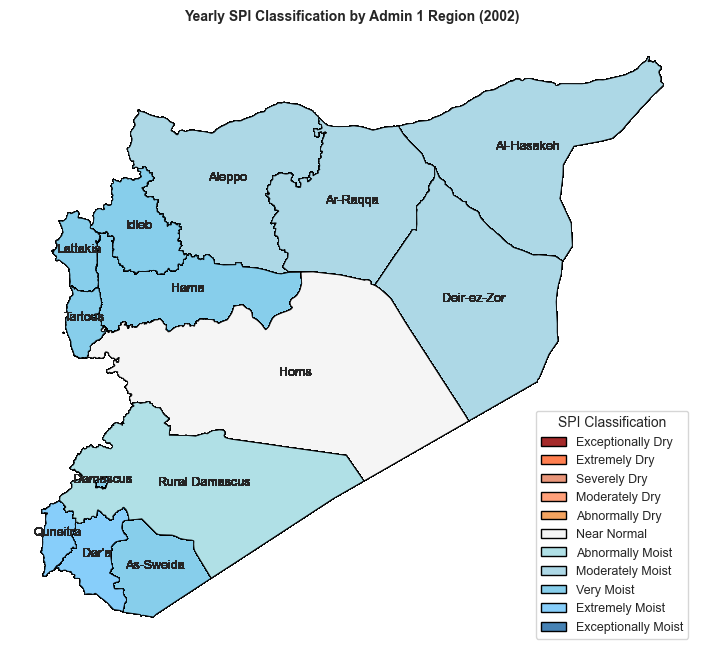 Yearly SPI Classification by Admin 1 Region (2002)
Al-Hasakeh
Aleppo
Ar-Raqqa
Idleb
Lattakia
Hama
Deir-ez-Zor
Tartous
Homs
Damascus
Rural Damascus
Quneitra
Dar'a
As-Sweida
SPI Classification
Exceptionally Dry
Extremely Dry
Severely Dry
Moderately Dry
Abnormally Dry
Near Normal
Abnormally Moist
Moderately Moist
Very Moist
Extremely Moist
Exceptionally Moist